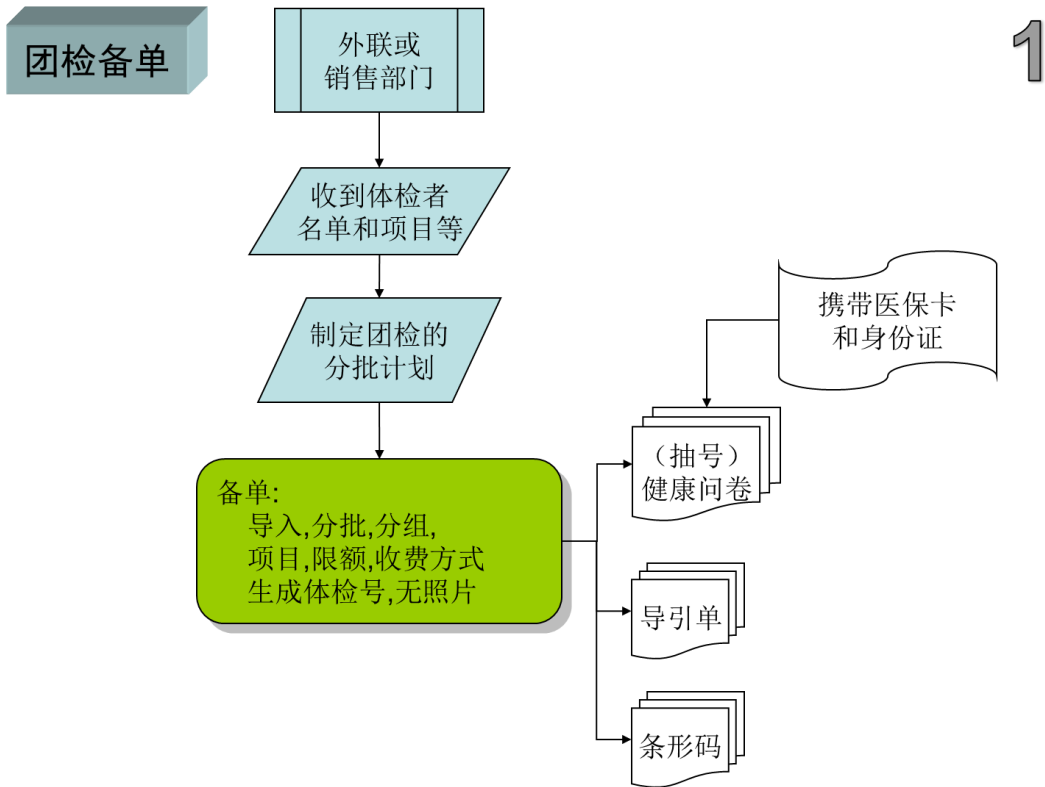 团检备单
1
外联或
销售部门
收到体检者
名单和项目等
制定团检的
分批计划
携带医保卡
和身份证
（抽号）
健康问卷
备单:
导入,分批,分组,
项目,限额,收费方式
生成体检号,无照片
导引单
条形码